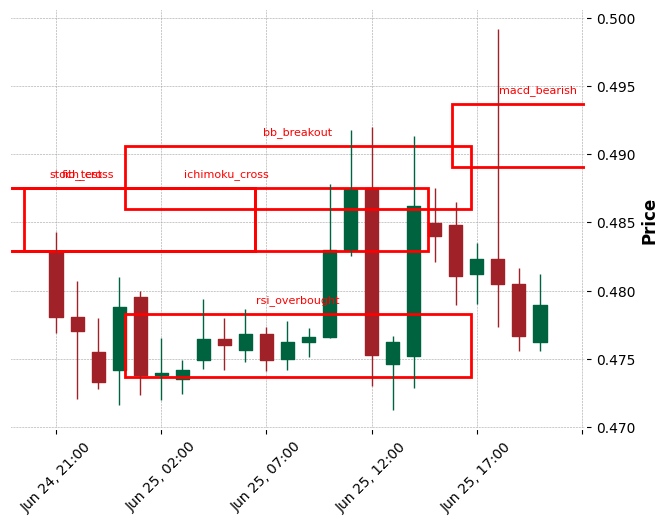 0.500
macd_bearish
0.495
bb_breakout
0.490
stoch_cross
fib_test
ichimoku_cross
0.485
Price
0.480
rsi_overbought
0.475
0.470
Jun 24, 21:00
Jun 25, 02:00
Jun 25, 07:00
Jun 25, 12:00
Jun 25, 17:00